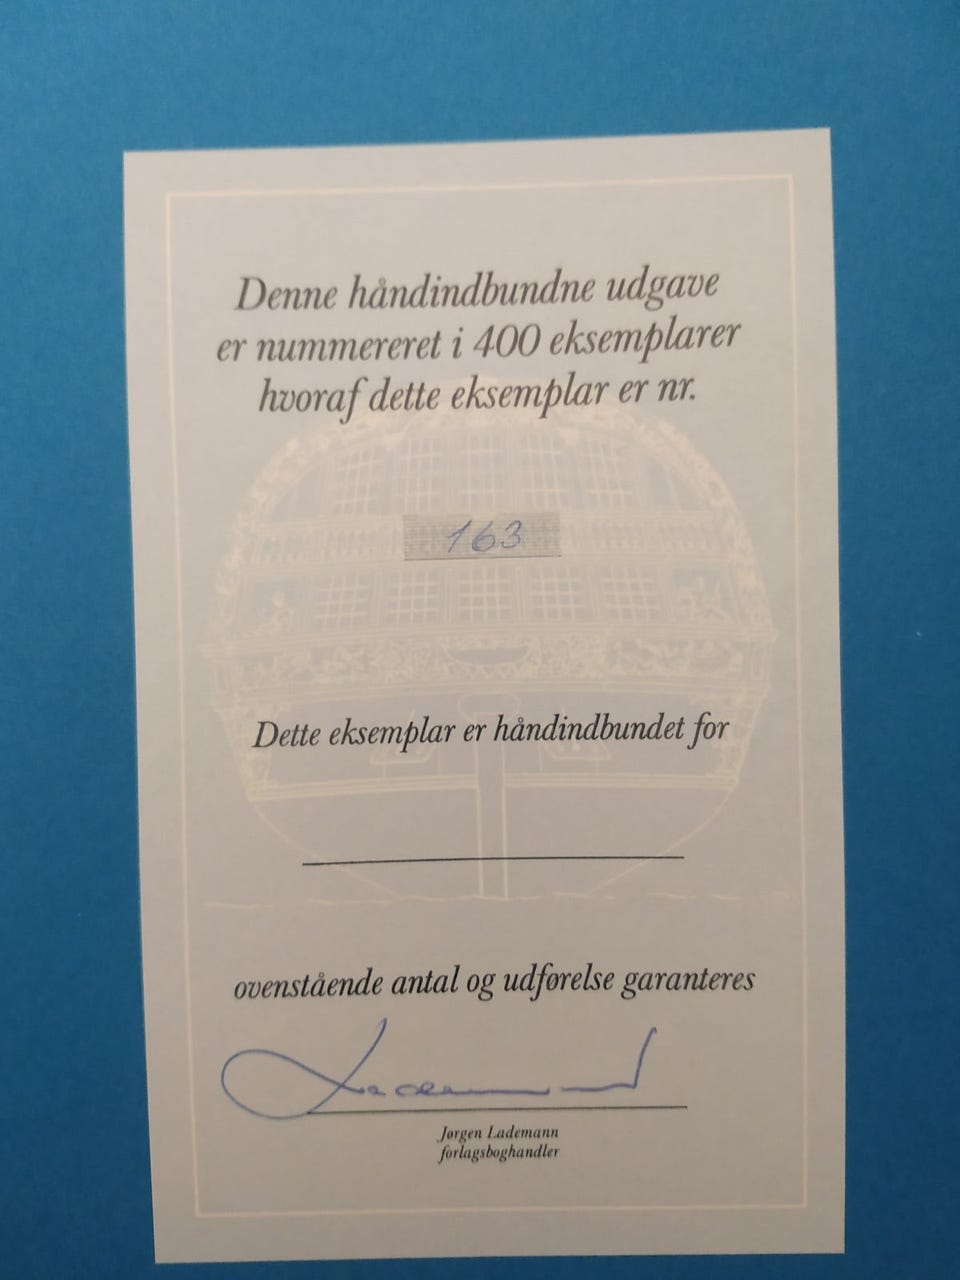 Denne håndindbundne udgave
er nummereret i 400 eksemplarer
hvoraf dette eksemplar er nr.
163
Dette eksemplar er håndindbundet for
ovenstående antal og udførelse garanteres
Lademand
Jørgen Lademann
forlagsboghandler